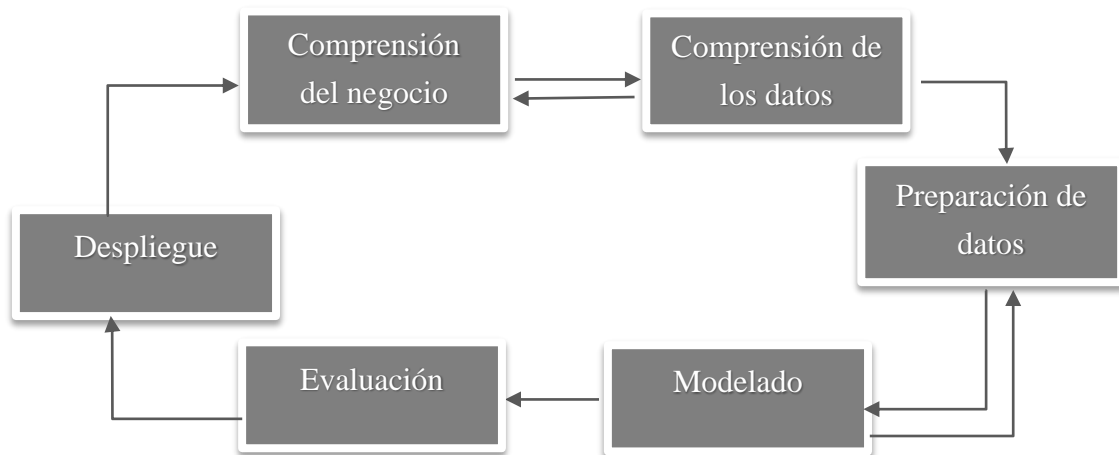 Comprensión
del negocio
Comprensión de
los datos
Preparación de
datos
Despliegue
Evaluación
Modelado